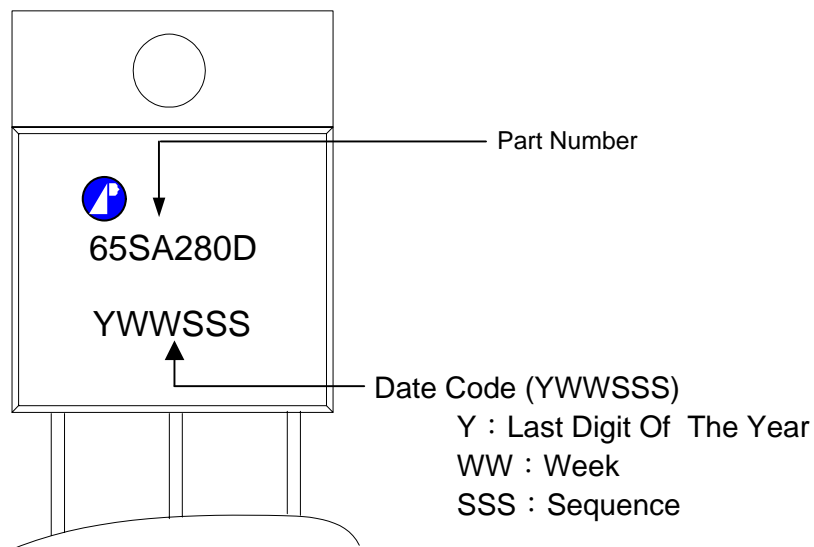 Part Number
65SA280D
YWWSSS
Date Code (YWWSSS)
Y：Last Digit Of The Year
WW：Week
SSS：Sequence